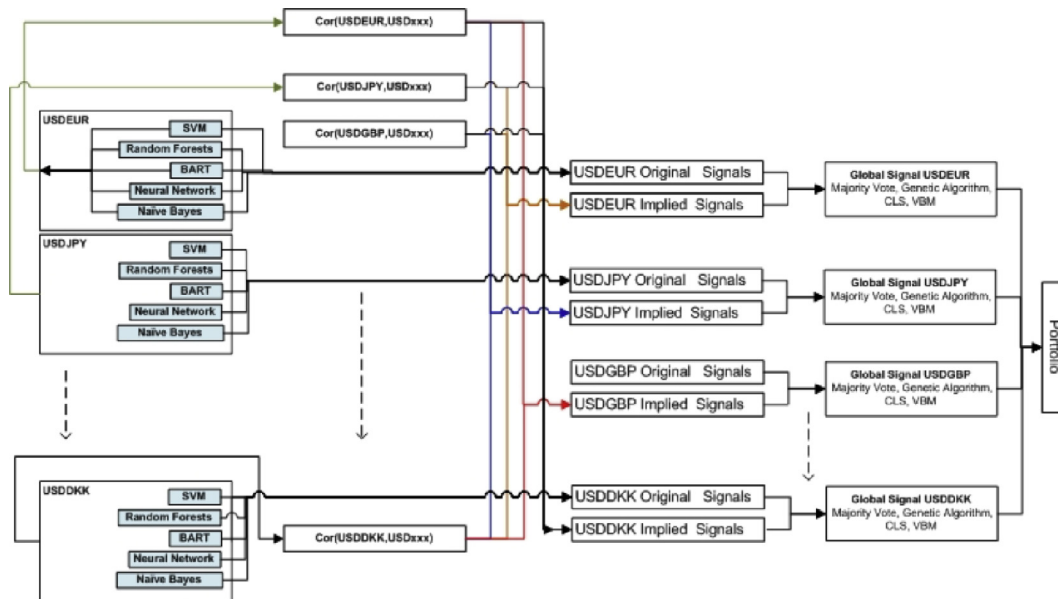 Cor(USDEUR,USDxxx)
Cor(USDJPY,USDxxx)
Cor(USDGBP,USDxxx)
USDEUR
SVM
Random Forests
BART
Neural Network
Naïve Bayes
USDJPY
SVM
Random Forests
BART
Neural Network
Naïve Bayes
USDDKK
SVM
Random Forests
BART
Neural Network
Naïve Bayes
Cor(USDDKK,USDxxx)
USDEUR Original Signals
USDEUR Implied Signals
USDJPY Original Signals
USDJPY Implied Signals
USDGBP Original Signals
USDGBP Implied Signals
USDDKK Original Signals
USDDKK Implied Signals
Global Signal USDEUR
Majority Vote, Genetic Algorithm,
CLS, VBM
Global Signal USDJPY
Majority Vote, Genetic Algorithm,
CLS, VBM
Global Signal USDGBP
Majority Vote, Genetic Algorithm,
CLS, VBM
Global Signal USDDKK
Majority Vote, Genetic Algorithm,
CLS, VBM
Portfolio